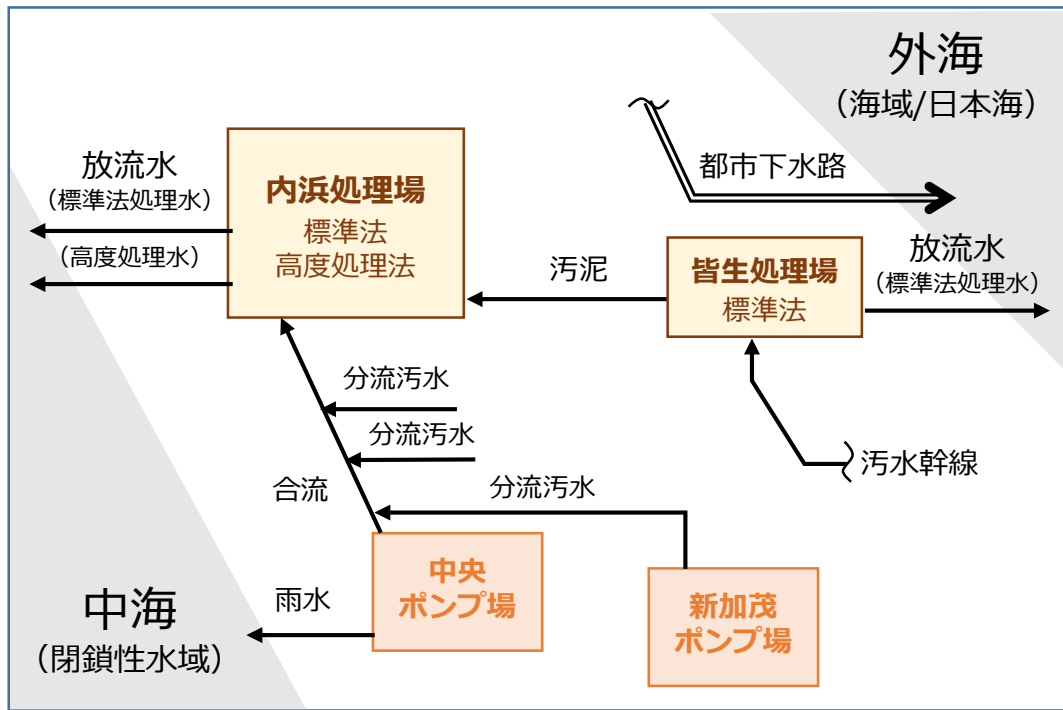 外海
（海域/日本海）
都市下水路
放流水
（標準法処理水）
（高度処理水）
内浜処理場
標準法
高度処理法
汚泥
皆生処理場
標準法
放流水
（標準法処理水）
分流汚水
分流汚水
汚水幹線
合流
分流汚水
中央
ポンプ場
新加茂
ポンプ場
雨水
中海
（閉鎖性水域）